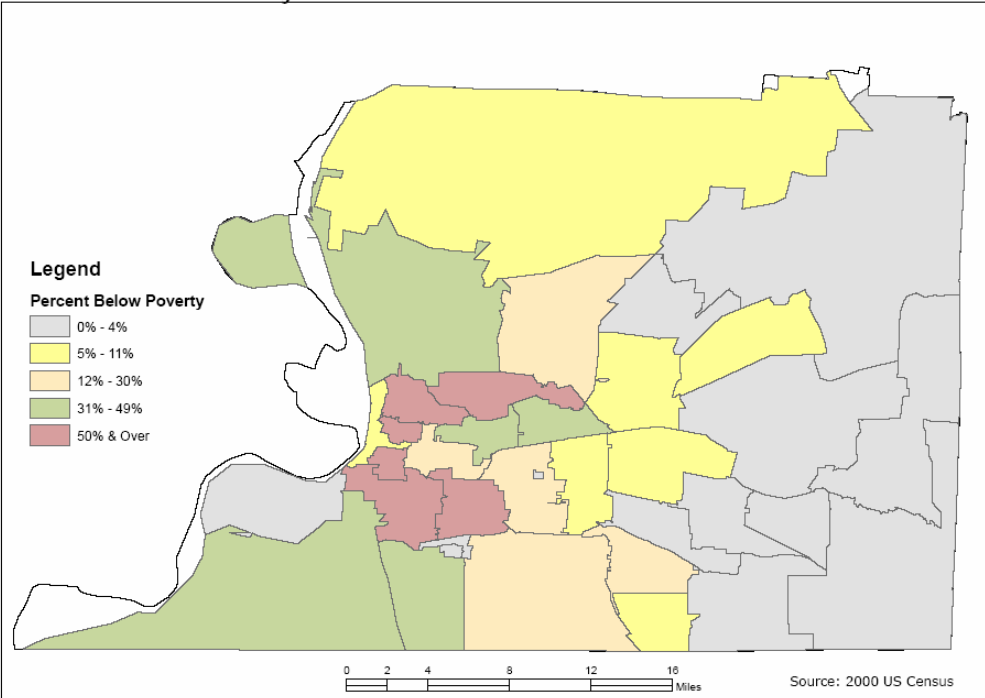 Legend
Percent Below Poverty
0% - 4%
5% - 11%
12% - 30%
31% - 49%
50% & Over
0 2 4 8 12 16
Miles
Source: 2000 US Census